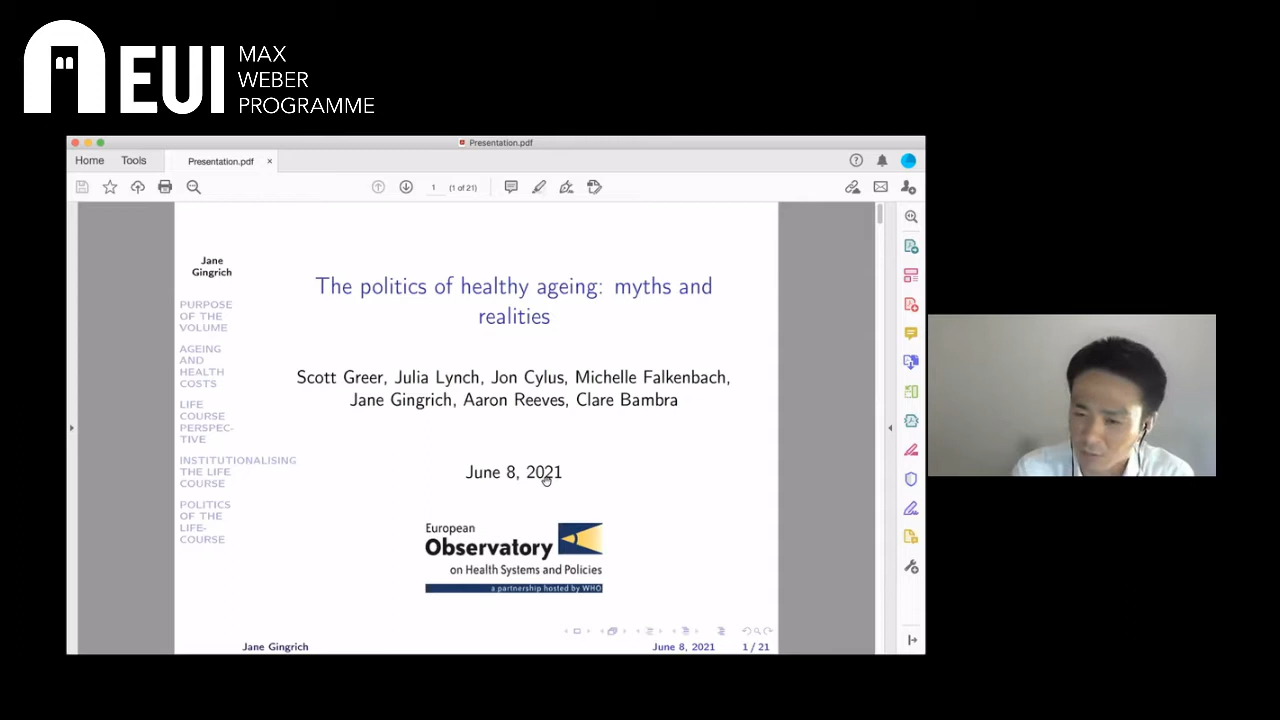 EUI
MAX
WEBER
PROGRAMME
Presentation.pdf
Home
Tools
Presentation.pdf
×
1
(1 of 21)
Jane
Gingrich
PURPOSE
OF THE
VOLUME
AGEING
AND
HEALTH
COSTS
LIFE
COURSE
PERSPEC-
TIVE
INSTITUTIONALISING
THE LIFE
COURSE
POLITICS
OF THE
LIFE-
COURSE
The politics of healthy ageing: myths and
realities
Scott Greer, Julia Lynch, Jon Cylus, Michelle Falkenbach,
Jane Gingrich, Aaron Reeves, Clare Bambra
June 8, 2021
European
Observatory
on Health Systems and Policies
a partnership hosted by WHO
Jane Gingrich
June 8, 2021
1 / 21